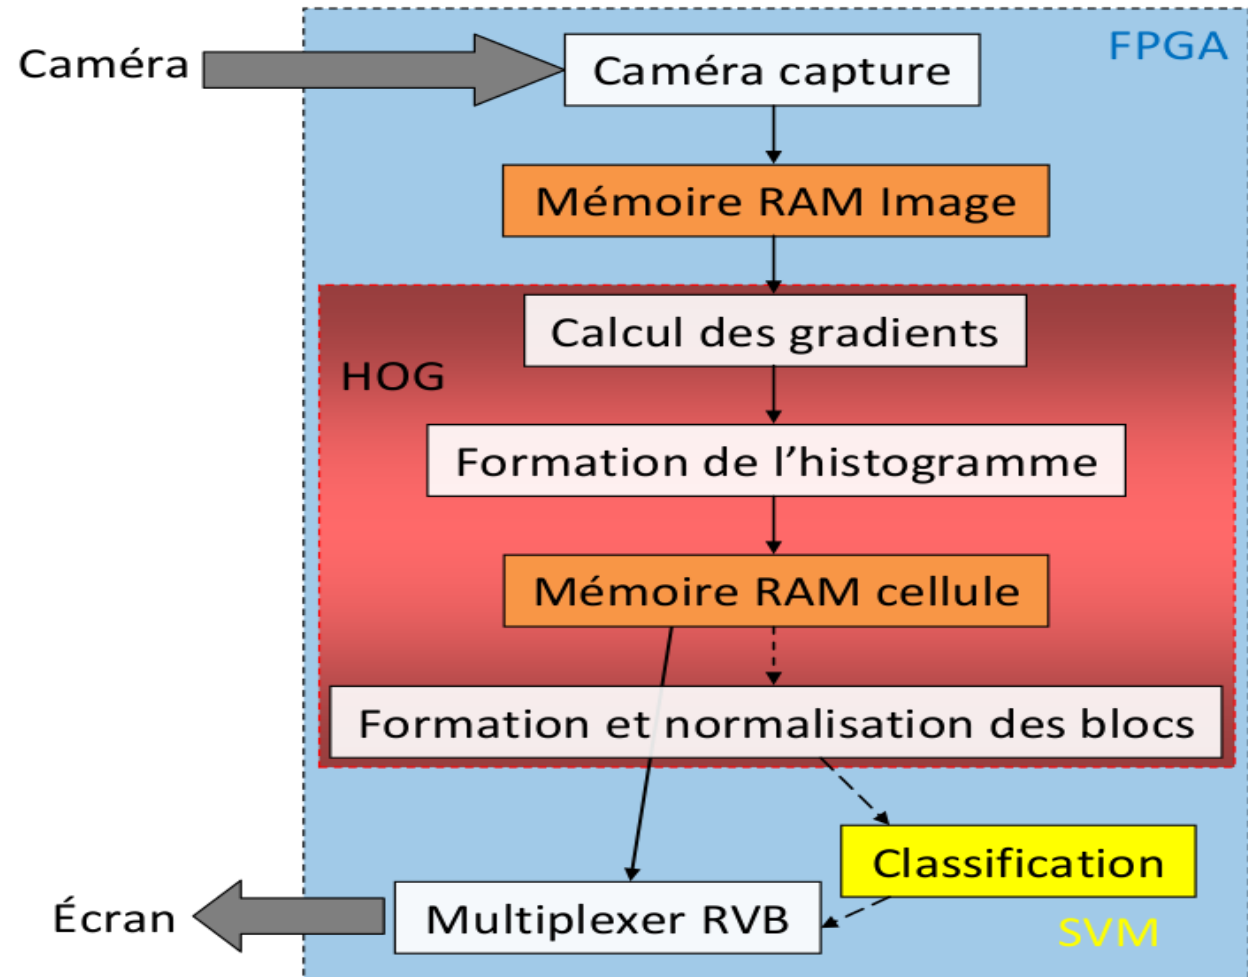 FPGA
Caméra
Caméra capture
Mémoire RAM Image
Calcul des gradients
HOG
Formation de l’histogramme
Mémoire RAM cellule
Formation et normalisation des blocs
Classification
Écran
Multiplexer RVB
SVM